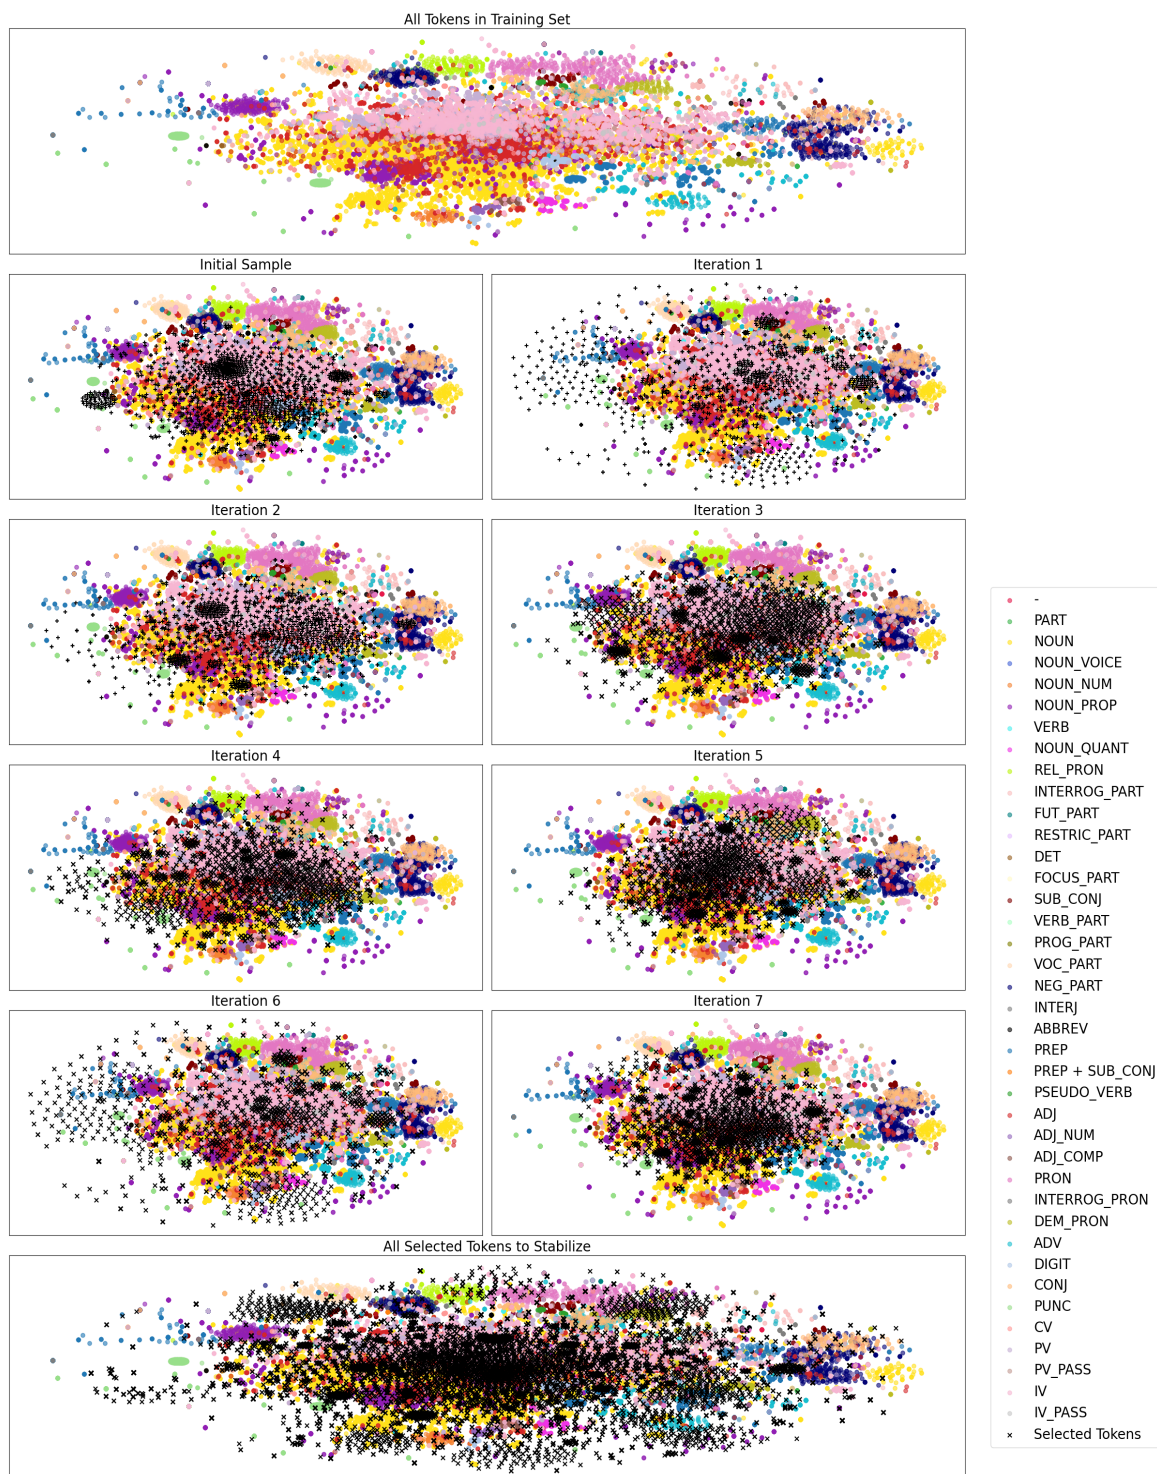 All Tokens in Training Set
Initial Sample
Iteration 1
Iteration 2
Iteration 3
Iteration 4
Iteration 5
Iteration 6
Iteration 7
All Selected Tokens to Stabilize
-
PART
NOUN
NOUN_VOICE
NOUN_NUM
NOUN_PROP
VERB
NOUN_QUANT
REL_PRON
INTERROG_PART
FUT_PART
RESTRIC_PART
DET
FOCUS_PART
SUB_CONJ
VERB_PART
PROG_PART
VOC_PART
NEG_PART
INTERJ
ABBREV
PREP
PREP + SUB_CONJ
PSEUDO_VERB
ADJ
ADJ_NUM
ADJ_COMP
PRON
INTERROG_PRON
DEM_PRON
ADV
DIGIT
CONJ
PUNC
CV
PV
PV_PASS
IV
IV_PASS
Selected Tokens